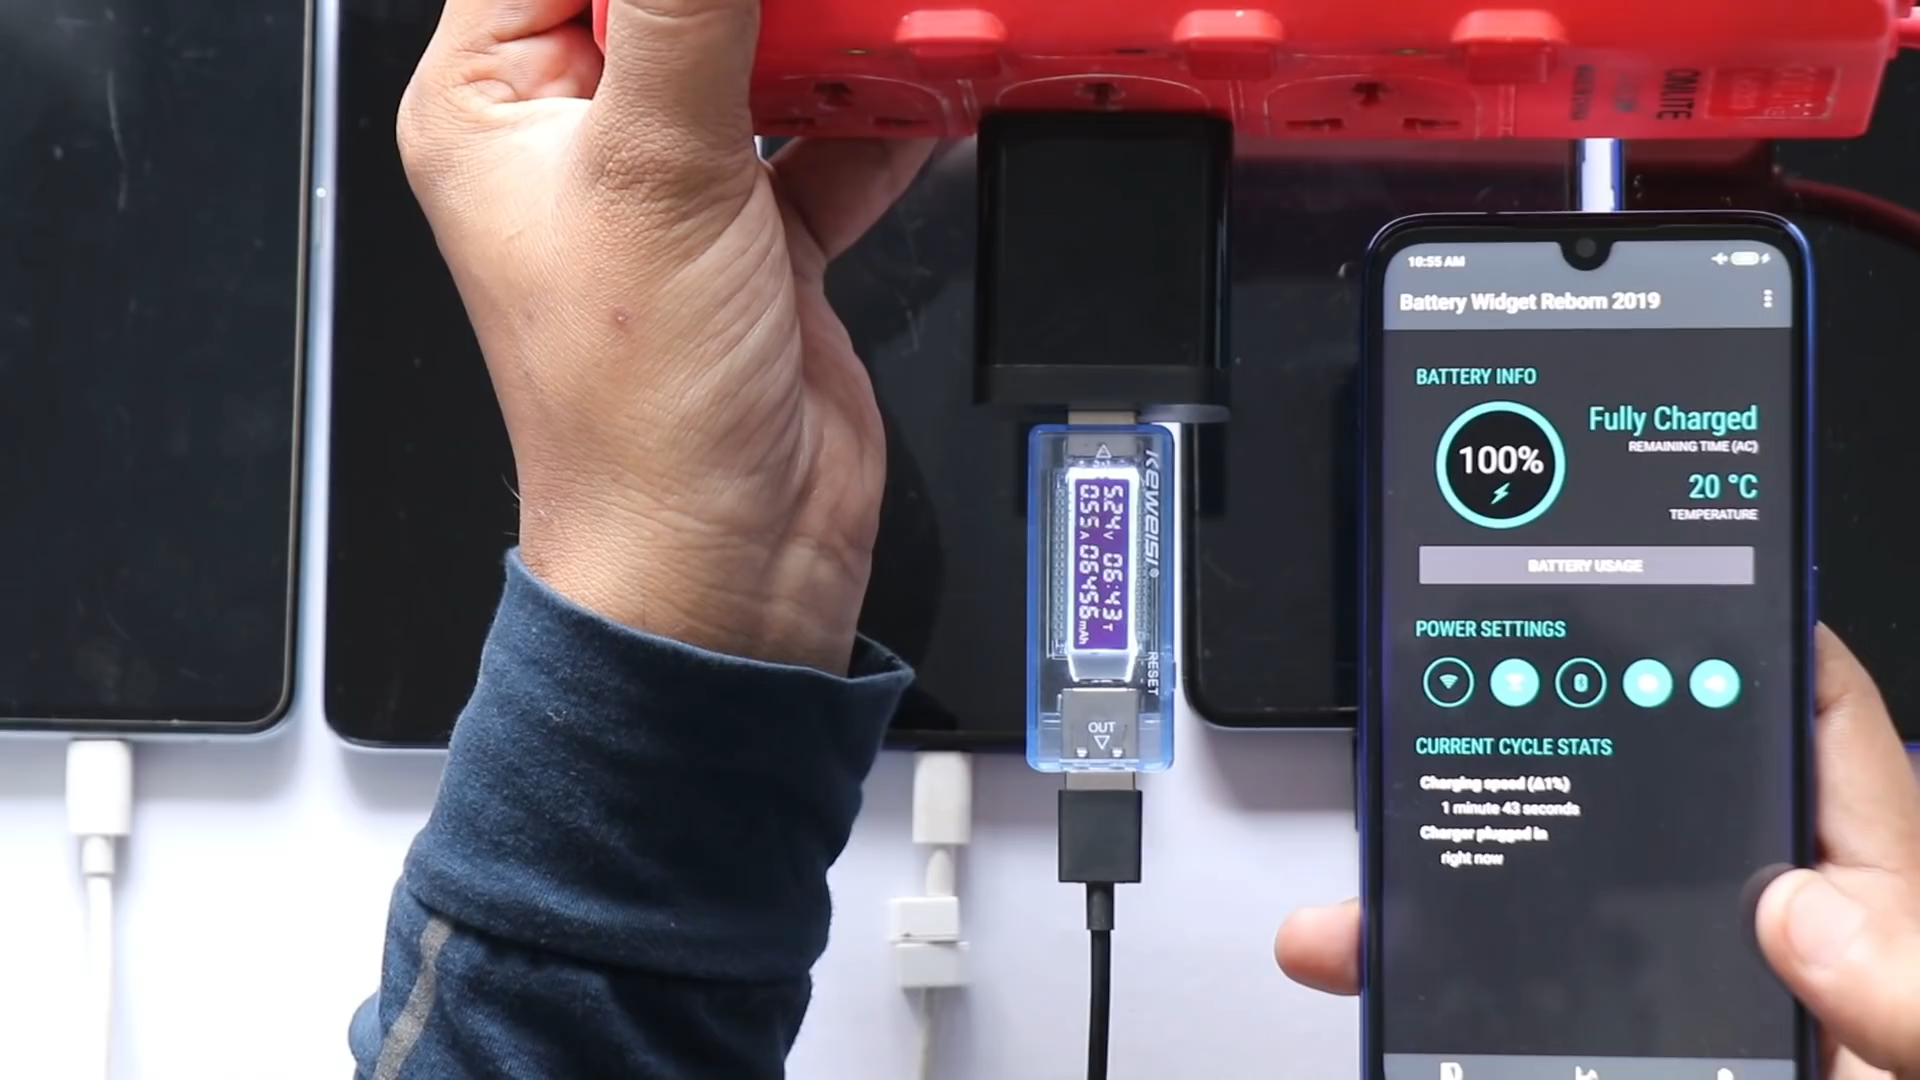 ONLITE
KEWEISI
5.24V 06:43T
0.55A 06456mAh
RESET
OUT
10:55 AM
Battery Widget Reborn 2019
BATTERY INFO
100%
Fully Charged
REMAINING TIME (AC)
20 °C
TEMPERATURE
BATTERY USAGE
POWER SETTINGS
CURRENT CYCLE STATS
Charging speed (Δ1%)
1 minute 43 seconds
Charger plugged in
right now